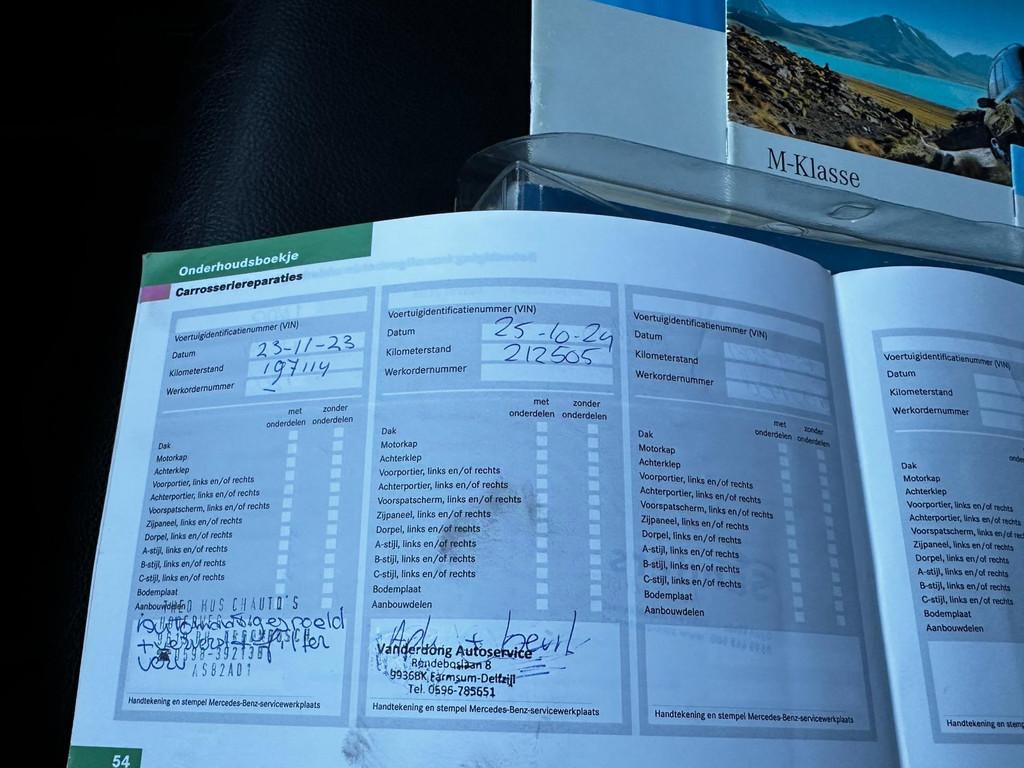 M-Klasse
Onderhoudsboekje
Carrosseriereparaties
Voertuigidentificatienummer (VIN)
Datum 23-11-23
Kilometerstand 197114
Werkordernummer
met onderdelen
zonder onderdelen
Dak
Motorkap
Achterklep
Voorportier, links en/of rechts
Achterportier, links en/of rechts
Voorspatscherm, links en/of rechts
Zijpaneel, links en/of rechts
Dorpel, links en/of rechts
A-stijl, links en/of rechts
B-stijl, links en/of rechts
C-stijl, links en/of rechts
Bodemplaat
Aanbouwdelen
AUTO'S
A582AD1
Handtekening en stempel Mercedes-Benz-servicewerkplaats
54
Voertuigidentificatienummer (VIN)
Datum 25-10-24
Kilometerstand 212505
Werkordernummer
met onderdelen
zonder onderdelen
Dak
Motorkap
Achterklep
Voorportier, links en/of rechts
Achterportier, links en/of rechts
Voorspatscherm, links en/of rechts
Zijpaneel, links en/of rechts
Dorpel, links en/of rechts
A-stijl, links en/of rechts
B-stijl, links en/of rechts
C-stijl, links en/of rechts
Bodemplaat
Aanbouwdelen
Apk + beurt
Vanderdong Autoservice
Rondeboslaan 8
9936BK Farmsum-Delfzijl
Tel. 0596-785651
Handtekening en stempel Mercedes-Benz-servicewerkplaats
Voertuigidentificatienummer (VIN)
Datum
Kilometerstand
Werkordernummer
met onderdelen
zonder onderdelen
Dak
Motorkap
Achterklep
Voorportier, links en/of rechts
Achterportier, links en/of rechts
Voorspatscherm, links en/of rechts
Zijpaneel, links en/of rechts
Dorpel, links en/of rechts
A-stijl, links en/of rechts
B-stijl, links en/of rechts
C-stijl, links en/of rechts
Bodemplaat
Aanbouwdelen
Handtekening en stempel Mercedes-Benz-servicewerkplaats
Voertuigidentificatienummer (VIN)
Datum
Kilometerstand
Werkordernummer
Dak
Motorkap
Achterklep
Voorportier, links en/of rechts
Achterportier, links en/of rechts
Voorspatscherm, links en/of
Zijpaneel, links en/of rechts
Dorpel, links en/of rechts
A-stijl, links en/of rechts
B-stijl, links en/of rechts
C-stijl, links en/of rechts
Bodemplaat
Aanbouwdelen
Handtekening en